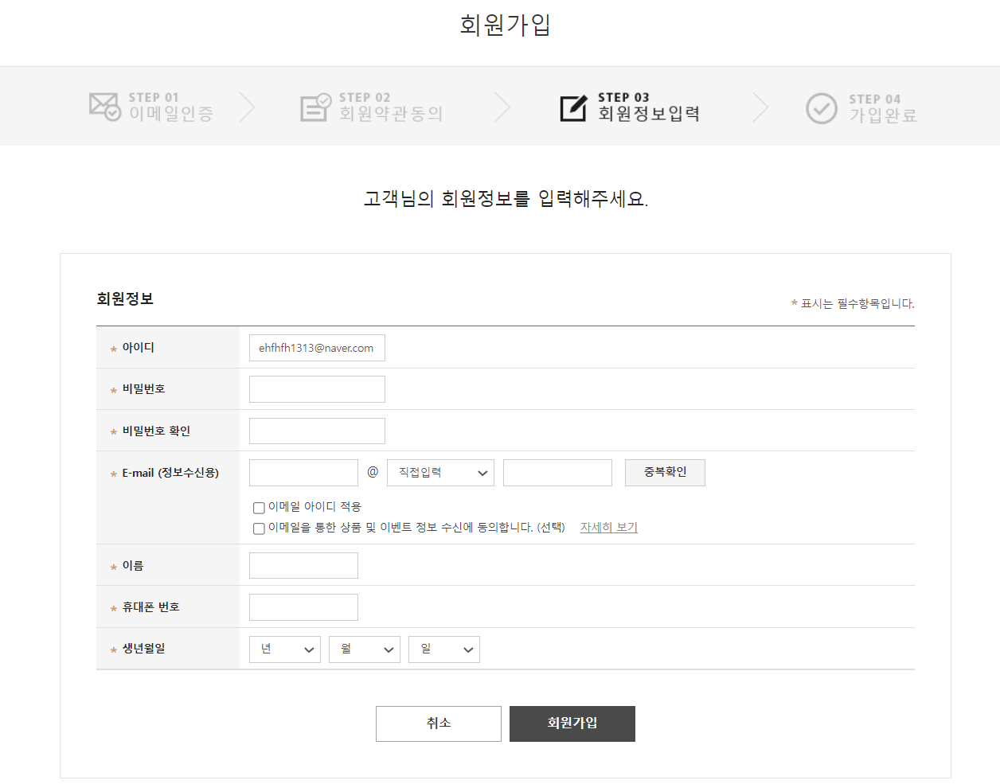 회원가입
STEP 01
이메일인증
STEP 02
회원약관동의
STEP 03
회원정보입력
STEP 04
가입완료
고객님의 회원정보를 입력해주세요.
회원정보
* 표시는 필수항목입니다.
* 아이디 ehfhfh1313@naver.com
* 비밀번호
* 비밀번호 확인
* E-mail (정보수신용) @ 직접입력 중복확인
이메일 아이디 적용
이메일을 통한 상품 및 이벤트 정보 수신에 동의합니다. (선택) 자세히 보기
* 이름
* 휴대폰 번호
* 생년월일 년 월 일
취소 회원가입